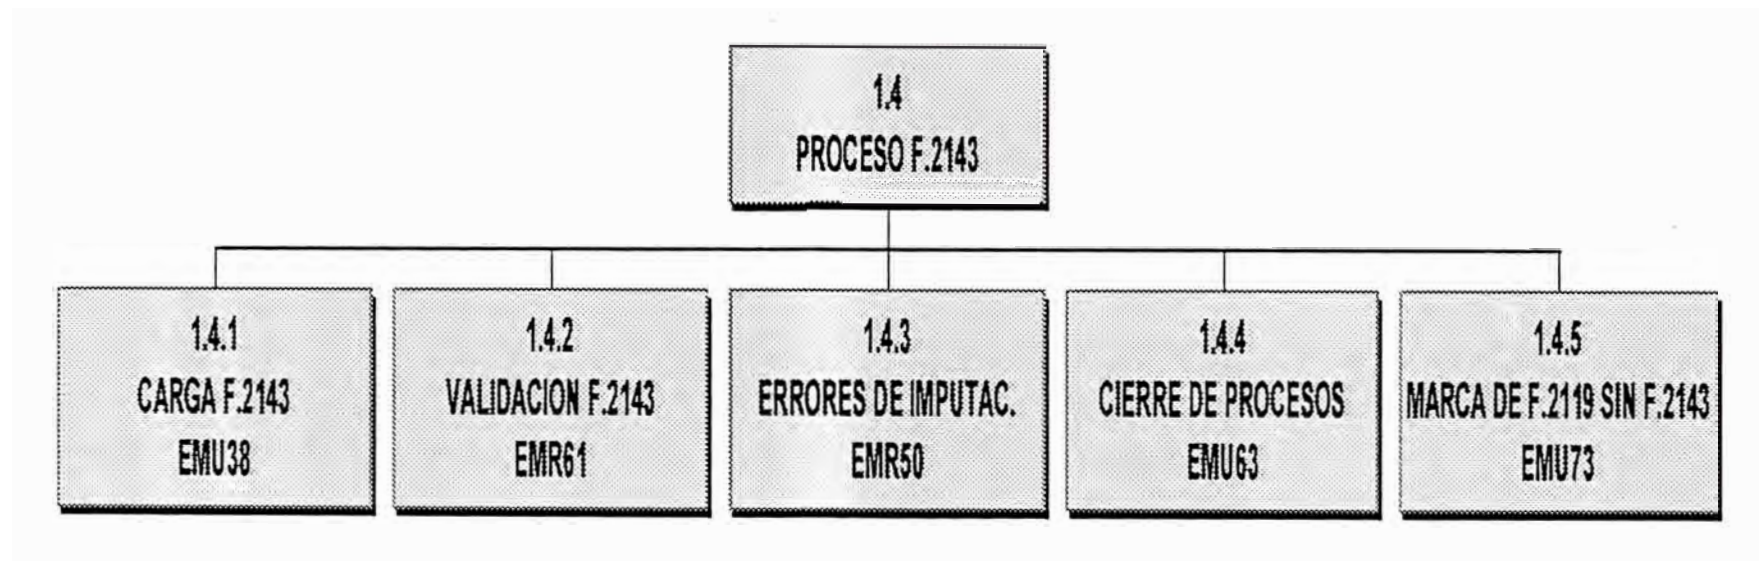 1.4
PROCESO F.2143
1.4.1
CARGA F.2143
EMU38
1.4.2
VALIDACION F.2143
EMR61
1.4.3
ERRORES DE IMPUTAC.
EMR50
1.4.4
CIERRE DE PROCESOS
EMU63
1.4.5
MARCA DE F.2119 SIN F.2143
EMU73